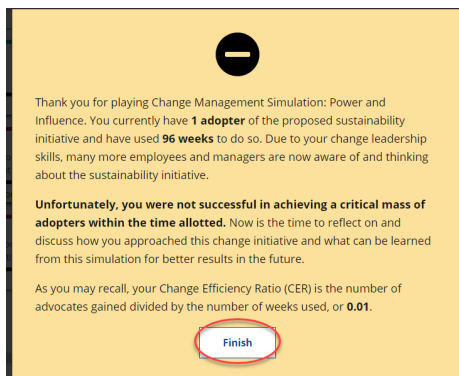 Thank you for playing Change Management Simulation: Power and
Influence. You currently have 1 adopter of the proposed sustainability
initiative and have used 96 weeks to do so. Due to your change leadership
skills, many more employees and managers are now aware of and thinking
about the sustainability initiative.
Unfortunately, you were not successful in achieving a critical mass of
adopters within the time allotted. Now is the time to reflect on and
discuss how you approached this change initiative and what can be learned
from this simulation for better results in the future.
As you may recall, your Change Efficiency Ratio (CER) is the number of
advocates gained divided by the number of weeks used, or 0.01.
Finish